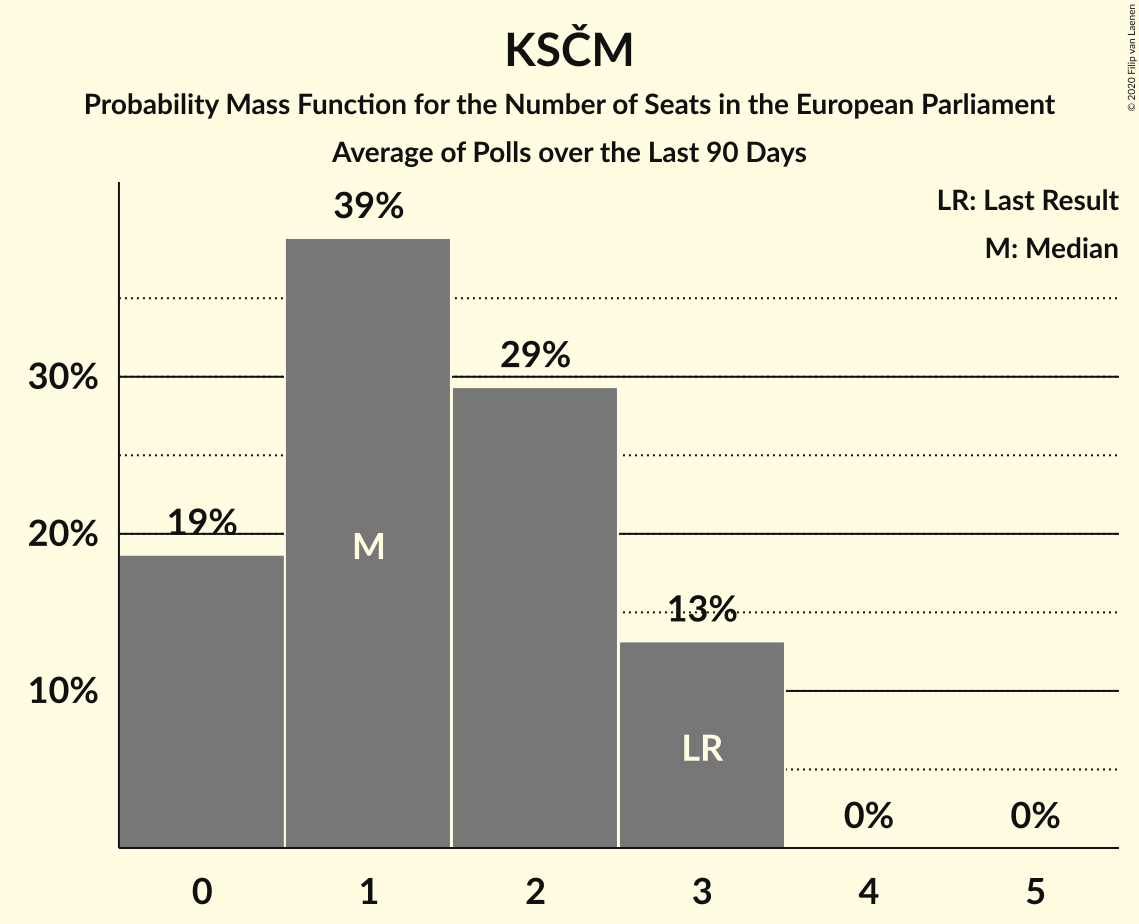 KSČM
Probability Mass Function for the Number of Seats in the European Parliament
Average of Polls over the Last 90 Days
© 2020 Filip van Laenen
LR: Last Result
M: Median
39%
29%
30%
19%
20%
M
13%
10%
LR
0% 0%
0 1 2 3 4 5